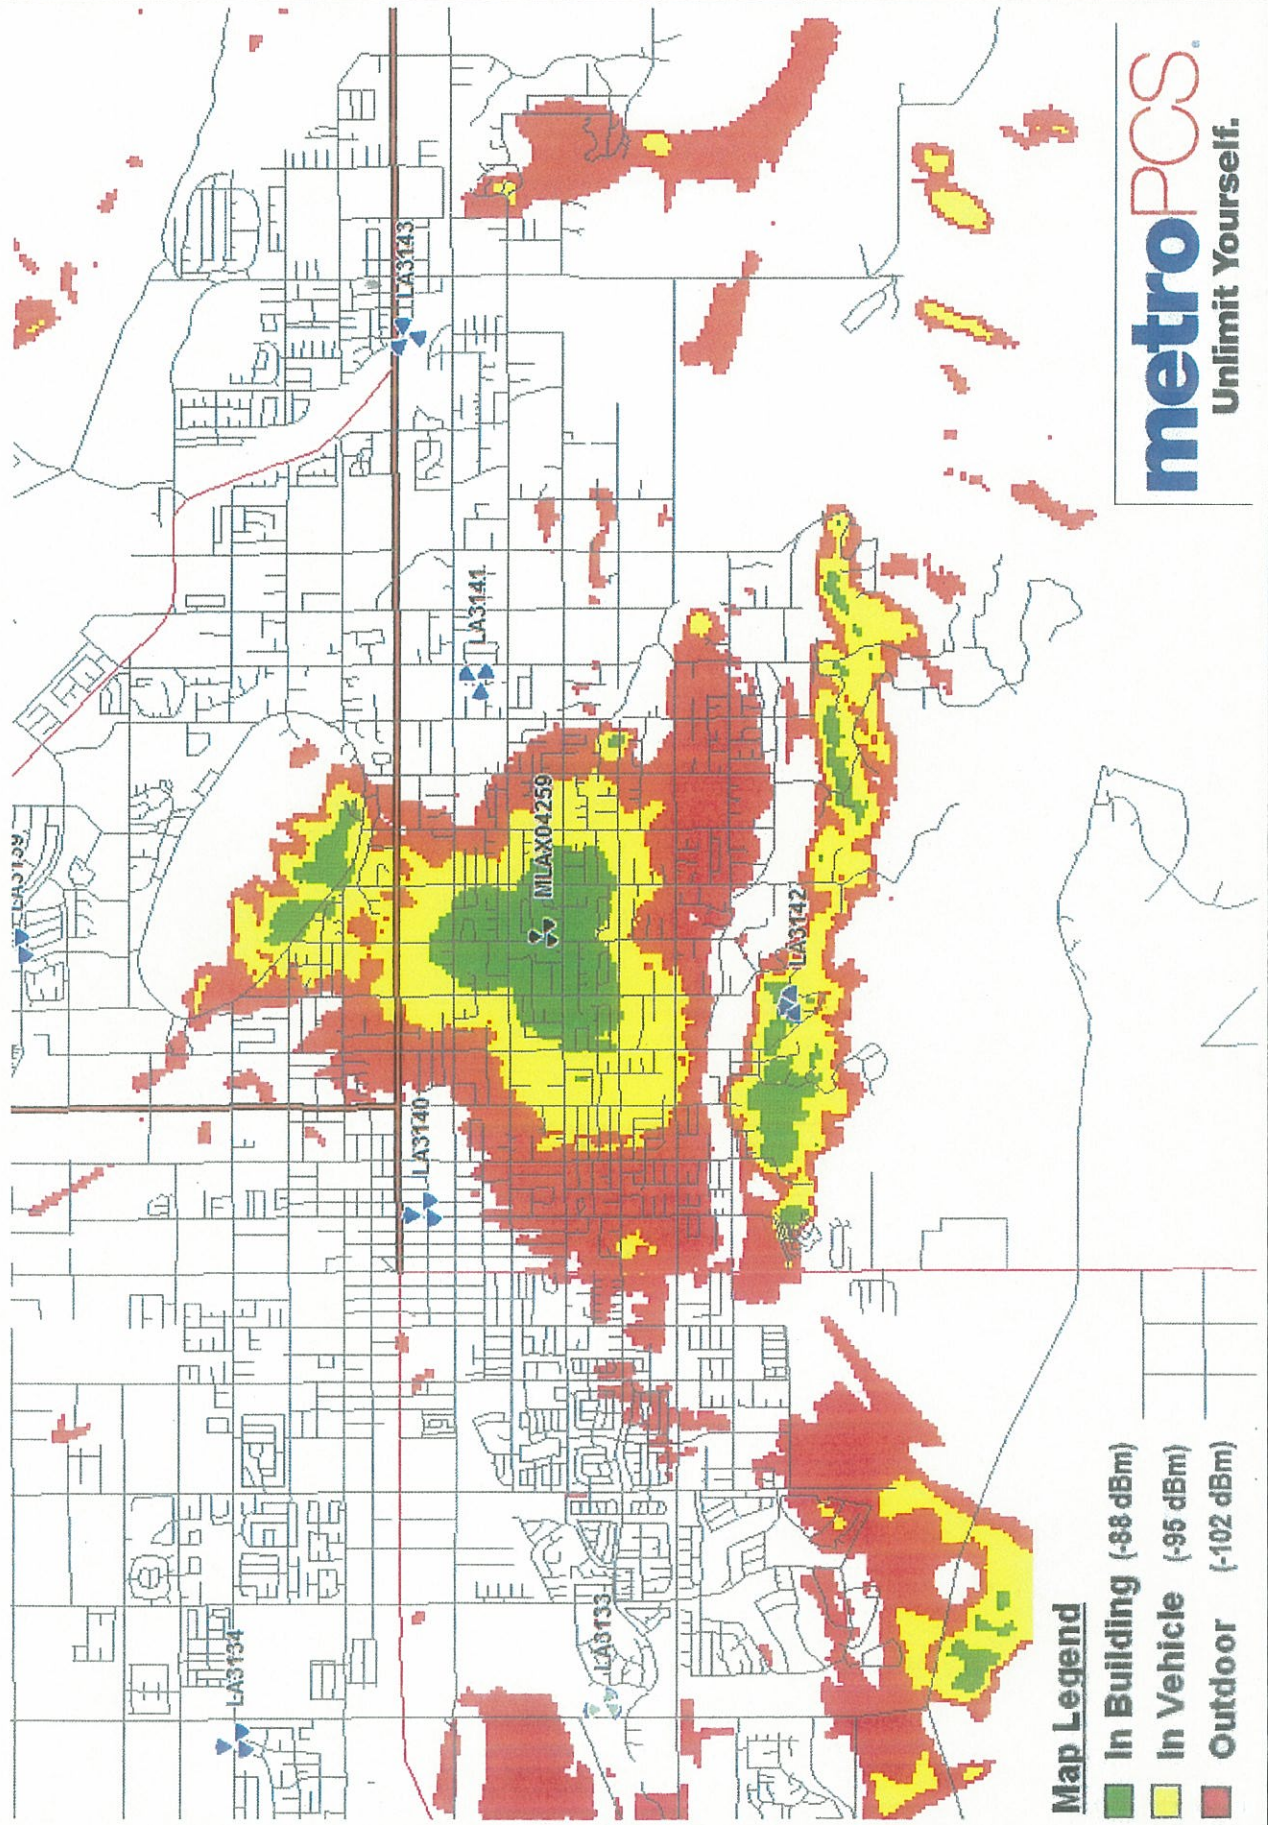 LA3139
LA3143
LA3141
MLAX04259
LA3142
LA3140
LA3134
LA3133
metroPCS.
Unlimit Yourself.
Map Legend
In Building (-88 dBm)
In Vehicle (-95 dBm)
Outdoor (-102 dBm)